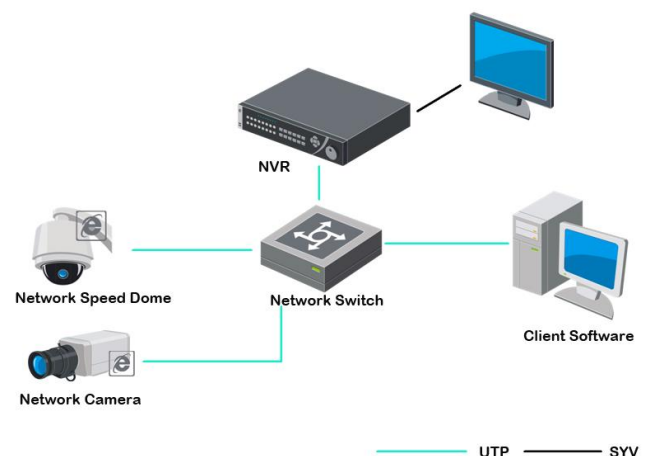 NVR
Network Speed Dome
Network Switch
Client Software
Network Camera
UTP
SYV